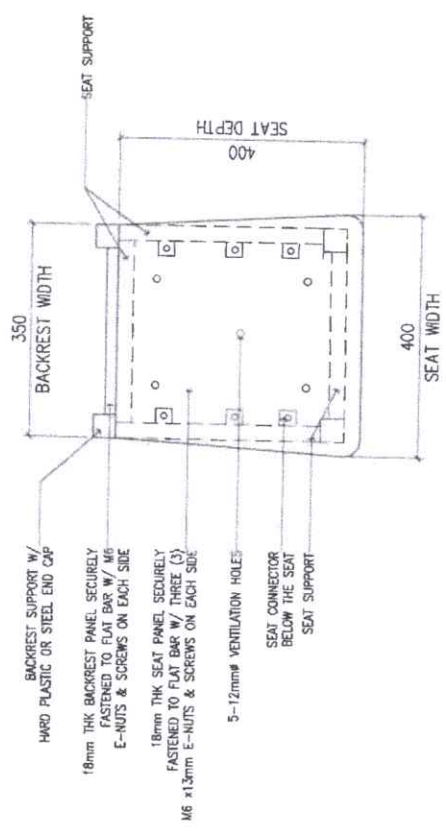 BACKREST SUPPORT W/
HARD PLASTIC OR STEEL END CAP
18mm THK BACKREST PANEL SECURELY
FASTENED TO FLAT BAR W/ M6
E-NUTS & SCREWS ON EACH SIDE
18mm THK SEAT PANEL SECURELY
FASTENED TO FLAT BAR W/ THREE (3)
M6 x13mm E-NUTS & SCREWS ON EACH SIDE
5-12mmø VENTILATION HOLES
SEAT CONNECTOR
BELOW THE SEAT
SEAT SUPPORT
350
BACKREST WIDTH
400
SEAT WIDTH
SEAT SUPPORT
400
SEAT DEPTH